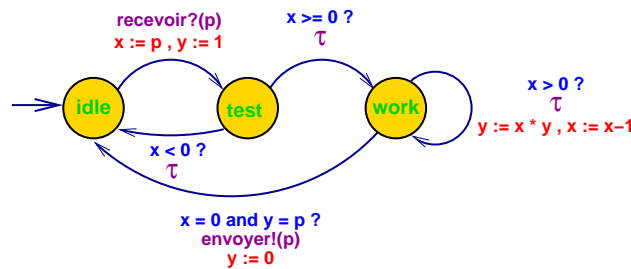 recevoir?(p)
x := p , y := 1
x >= 0 ?
τ
idle
test
work
x > 0 ?
τ
y := x * y , x := x−1
x < 0 ?
τ
x = 0 and y = p ?
envoyer!(p)
y := 0